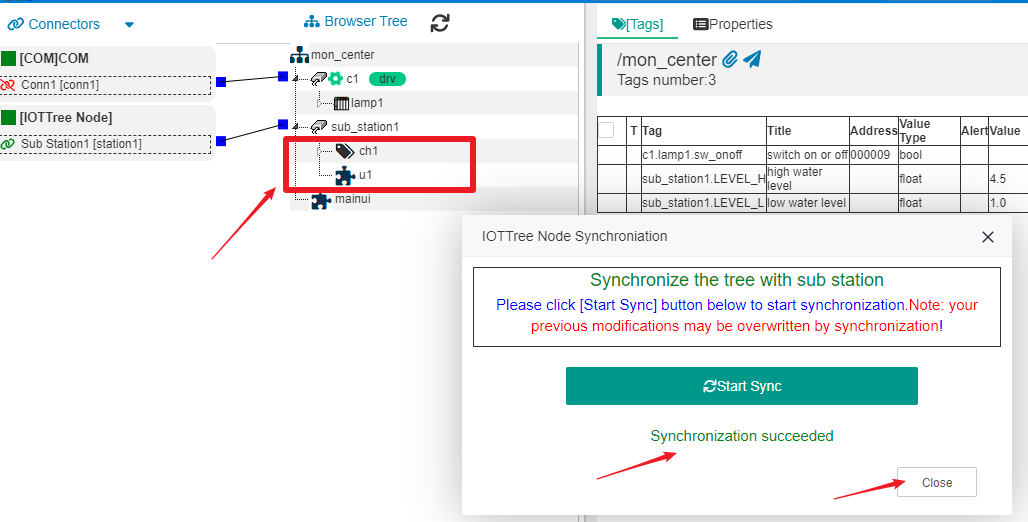 Connectors
[COM]COM
Conn1 [conn1]
[IOTTree Node]
Sub Station1 [station1]
Browser Tree
mon_center
c1 drv
lamp1
sub_station1
ch1
u1
mainui
[Tags] Properties
/mon_center
Tags number:3
T Tag Title Address Value Type Alert Value
c1.lamp1.sw_onoff switch on or off 000009 bool
sub_station1.LEVEL_H high water level float 4.5
sub_station1.LEVEL_L low water level float 1.0
IOTTree Node Synchroniation
Synchronize the tree with sub station
Please click [Start Sync] button below to start synchronization.Note: your
previous modifications may be overwritten by synchronization!
Start Sync
Synchronization succeeded
Close